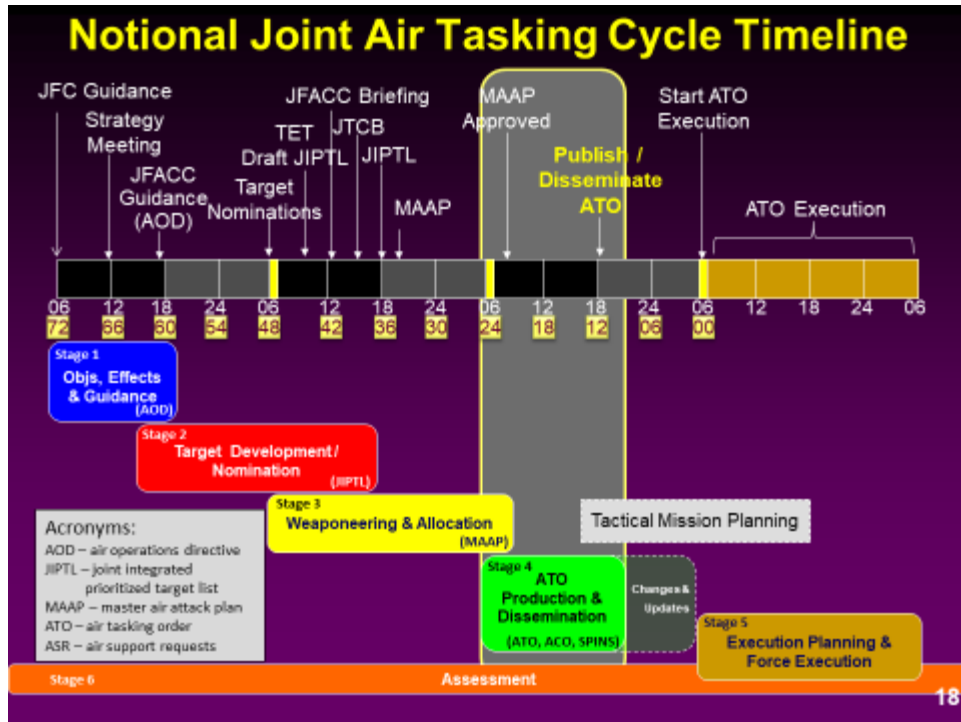 Notional Joint Air Tasking Cycle Timeline
JFC Guidance
Strategy
Meeting
JFACC
Guidance
(AOD)
Target
Nominations
TET
Draft JIPTL
JFACC Briefing
JTCB
JIPTL
MAAP
MAAP
Approved
Publish /
Disseminate
ATO
Start ATO
Execution
ATO Execution
06 12 18 24 06 12 18 24 06 12 18 24 06 12 18 24 06
72 66 60 54 48 42 36 30 24 18 12 06 00
Stage 1
Objs, Effects
& Guidance
(AOD)
Stage 2
Target Development/
Nomination
(JIPTL)
Stage 3
Weaponeering & Allocation
(MAAP)
Tactical Mission Planning
Stage 4
ATO
Production &
Dissemination
(ATO, ACO, SPINS)
Changes &
Updates
Stage 5
Execution Planning &
Force Execution
Acronyms:
AOD – air operations directive
JIPTL – joint integrated
prioritized target list
MAAP – master air attack plan
ATO – air tasking order
ASR – air support requests
Stage 6
Assessment
18